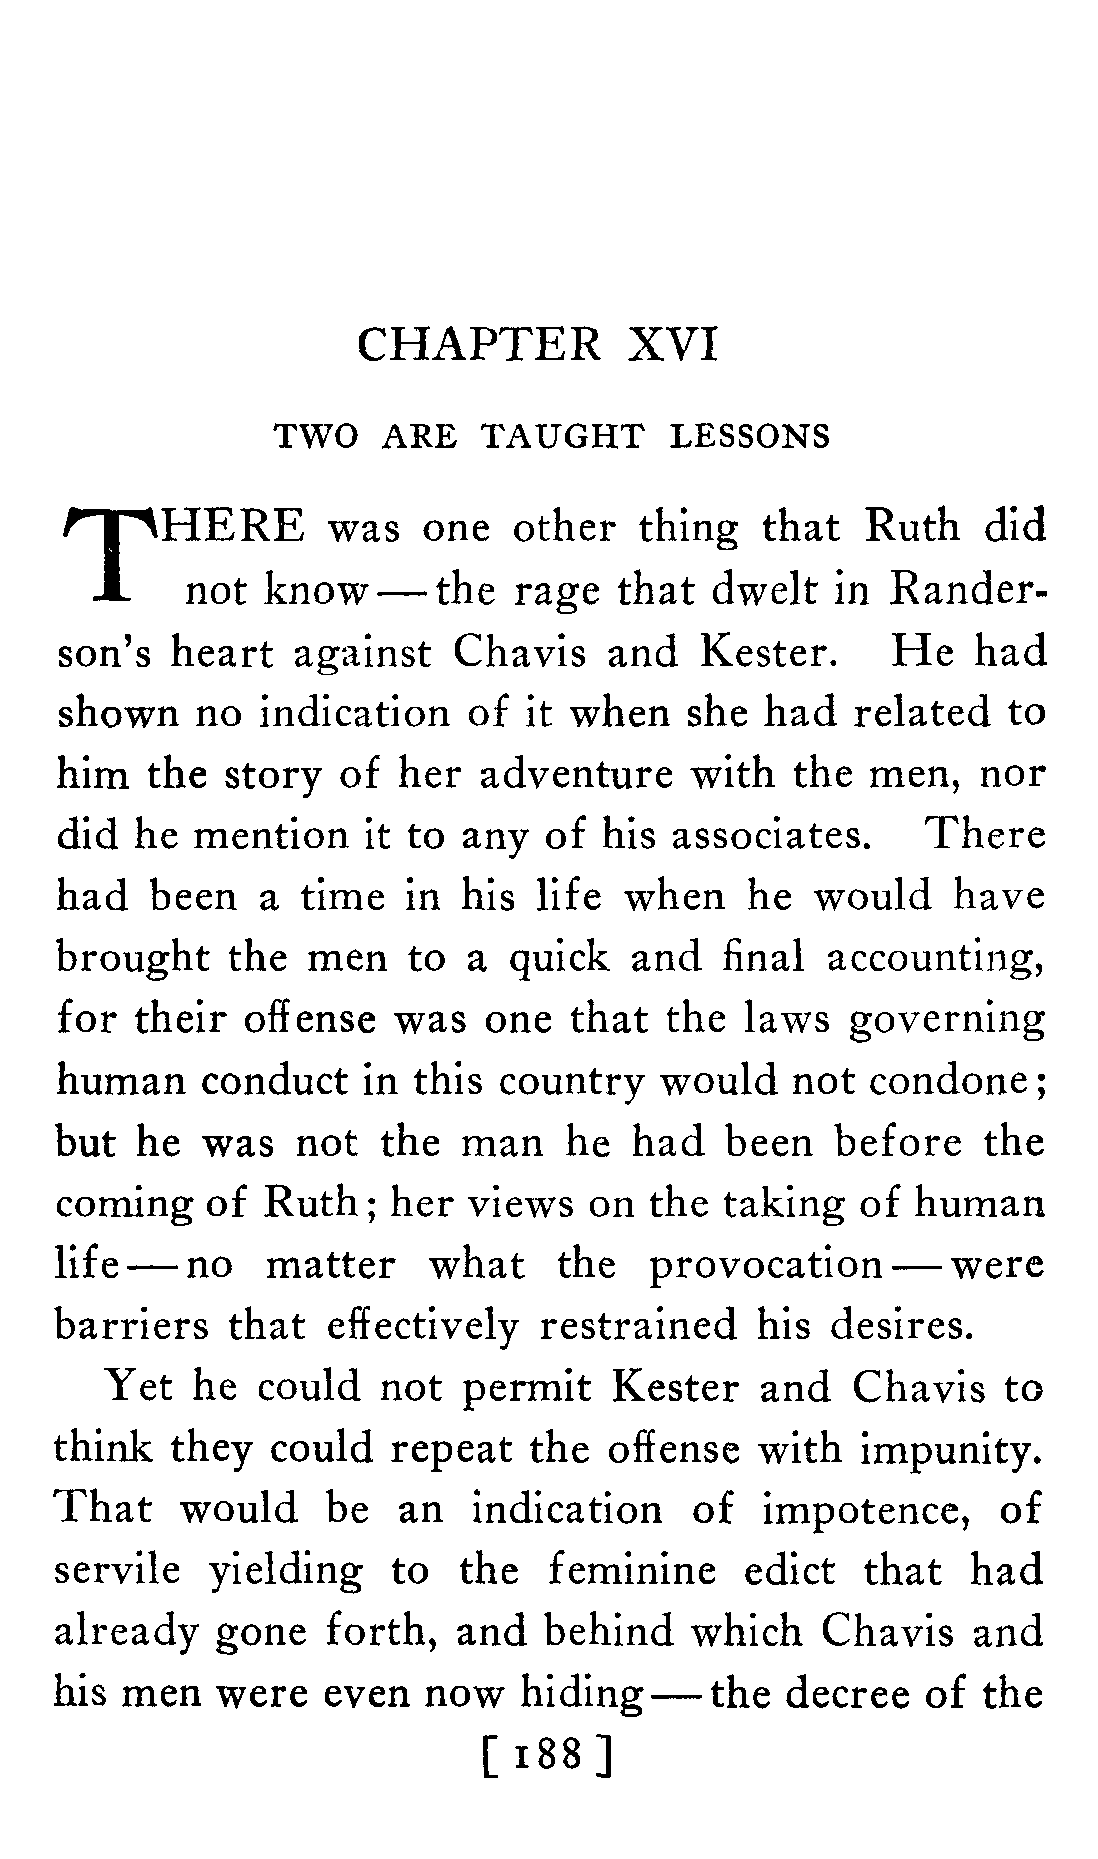 CHAPTER XVI
TWO ARE TAUGHT LESSONS
THERE was one other thing that Ruth did
not know—the rage that dwelt in Rander-
son's heart against Chavis and Kester. He had
shown no indication of it when she had related to
him the story of her adventure with the men, nor
did he mention it to any of his associates. There
had been a time in his life when he would have
brought the men to a quick and final accounting,
for their offense was one that the laws governing
human conduct in this country would not condone;
but he was not the man he had been before the
coming of Ruth; her views on the taking of human
life—no matter what the provocation—were
barriers that effectively restrained his desires.
Yet he could not permit Kester and Chavis to
think they could repeat the offense with impunity.
That would be an indication of impotence, of
servile yielding to the feminine edict that had
already gone forth, and behind which Chavis and
his men were even now hiding—the decree of the
[188]